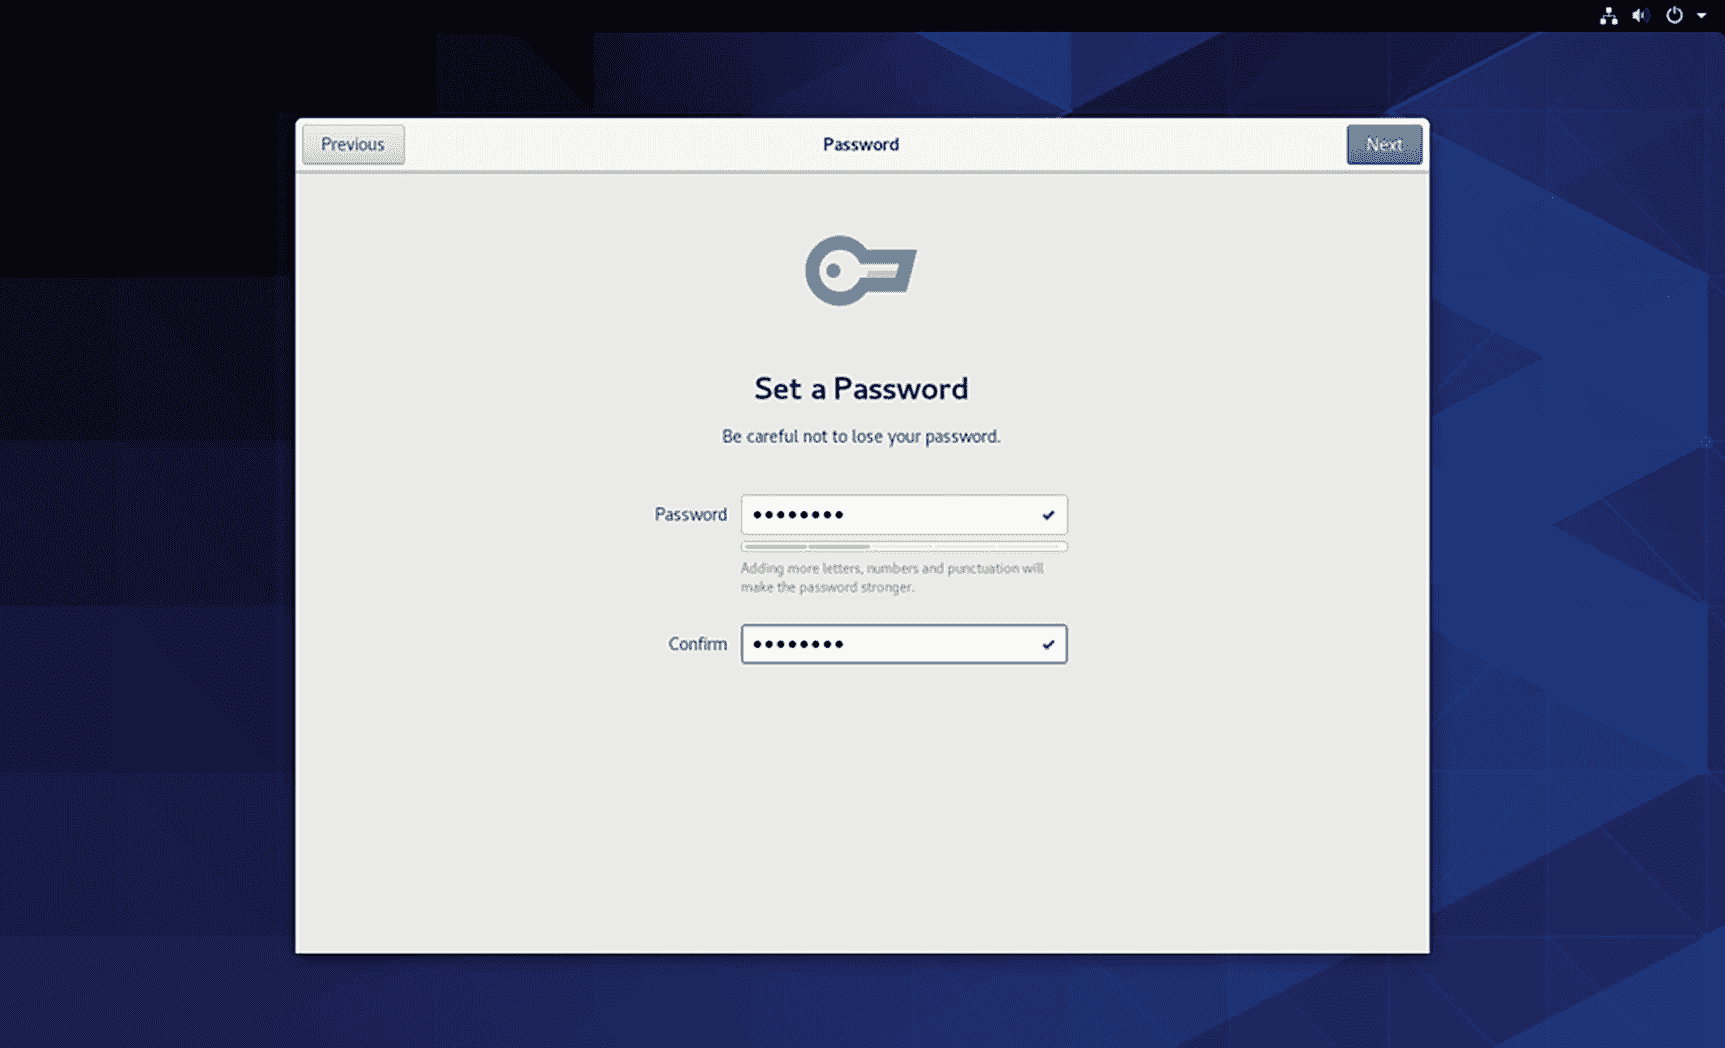 Previous
Password
Next
Set a Password
Be careful not to lose your password.
Password ••••••••
Adding more letters, numbers and punctuation will
make the password stronger.
Confirm ••••••••